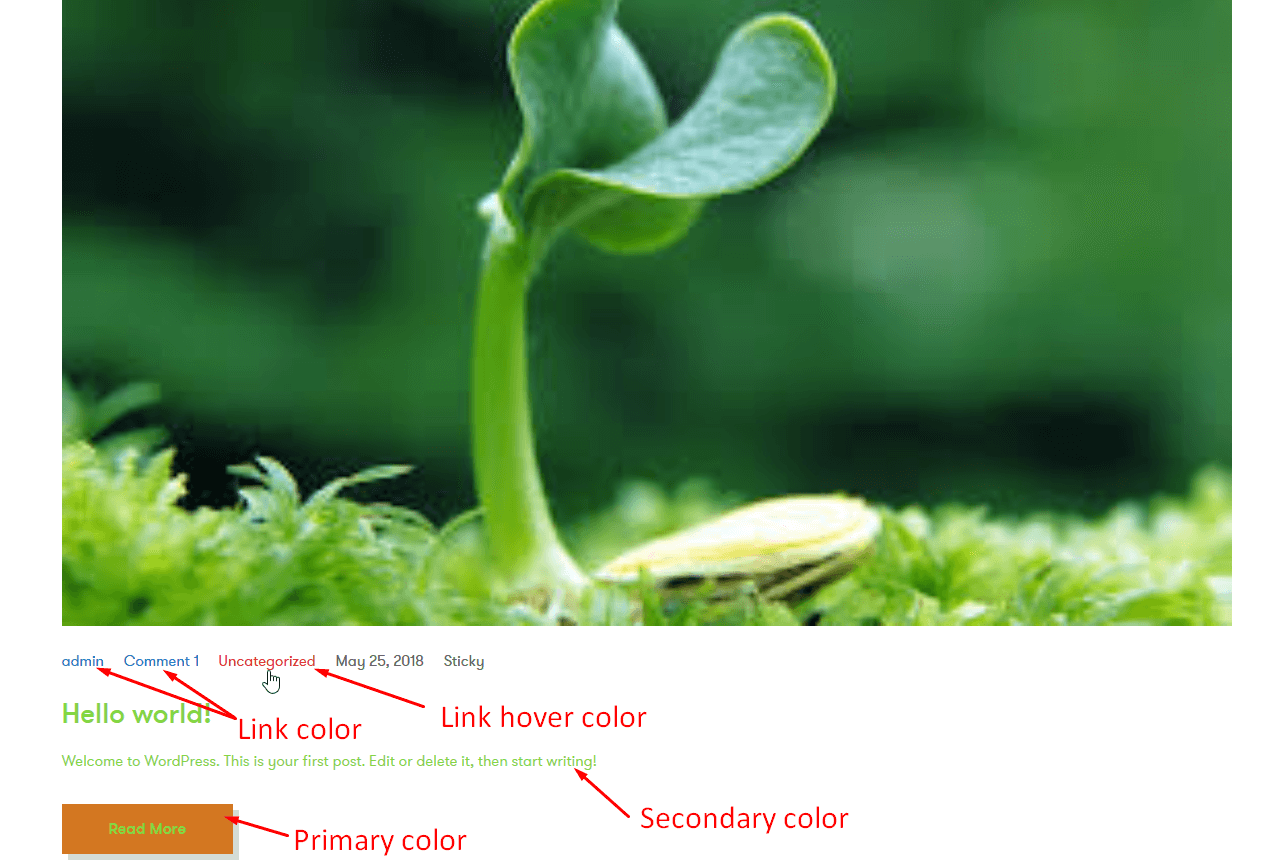 admin Comment 1 Uncategorized May 25, 2018 Sticky
Link hover color
Hello world!
Link color
Welcome to WordPress. This is your first post. Edit or delete it, then start writing!
Secondary color
Read More
Primary color